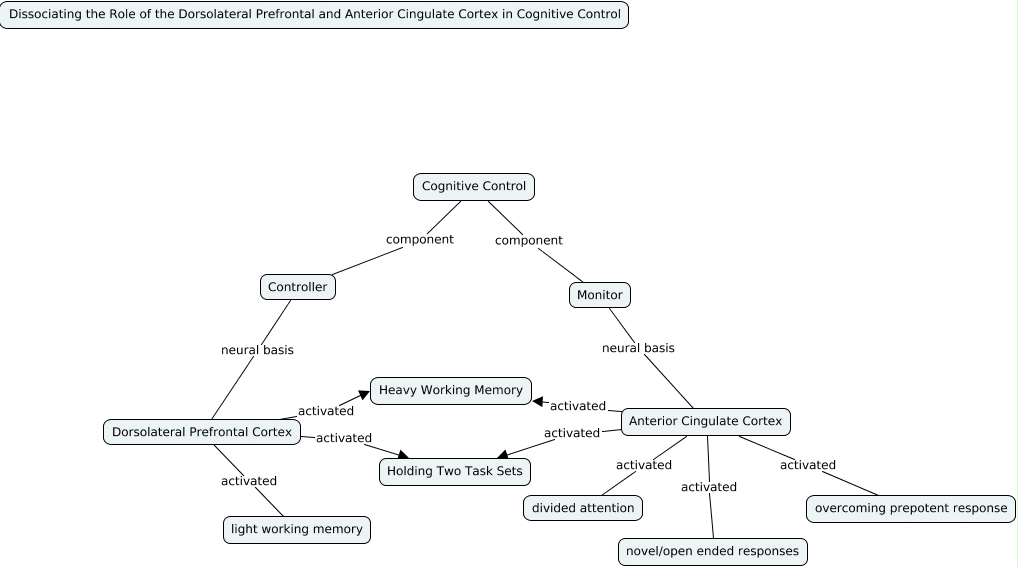 Dissociating the Role of the Dorsolateral Prefrontal and Anterior Cingulate Cortex in Cognitive Control
Cognitive Control
component
component
Controller
Monitor
neural basis
neural basis
Heavy Working Memory
activated
activated
Dorsolateral Prefrontal Cortex
Anterior Cingulate Cortex
activated
activated
Holding Two Task Sets
activated
activated
activated
activated
light working memory
divided attention
overcoming prepotent response
novel/open ended responses